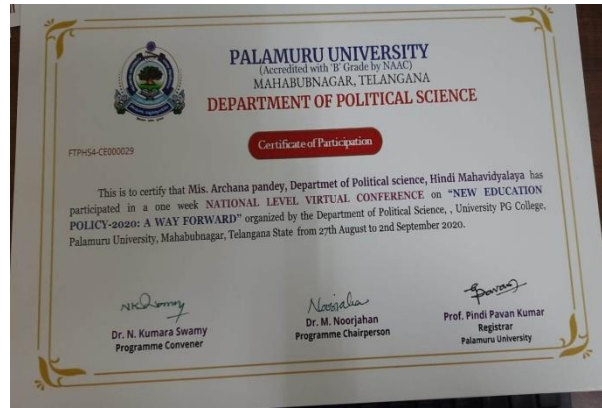 PALAMURU UNIVERSITY
(Accredited with 'B' Grade by NAAC)
MAHABUBNAGAR, TELANGANA
DEPARTMENT OF POLITICAL SCIENCE
Certificate of Participation
FTPHS4-CE000029
This is to certify that Mis. Archana pandey, Departmet of Political science, Hindi Mahavidyalaya has
participated in a one week NATIONAL LEVEL VIRTUAL CONFERENCE on "NEW EDUCATION
POLICY-2020: A WAY FORWARD" organized by the Department of Political Science, , University PG College,
Palamuru University, Mahabubnagar, Telangana State from 27th August to 2nd September 2020.
Dr. N. Kumara Swamy
Programme Convener
Noorjahan
Dr. M. Noorjahan
Programme Chairperson
Prof. Pindi Pavan Kumar
Registrar
Palamuru University